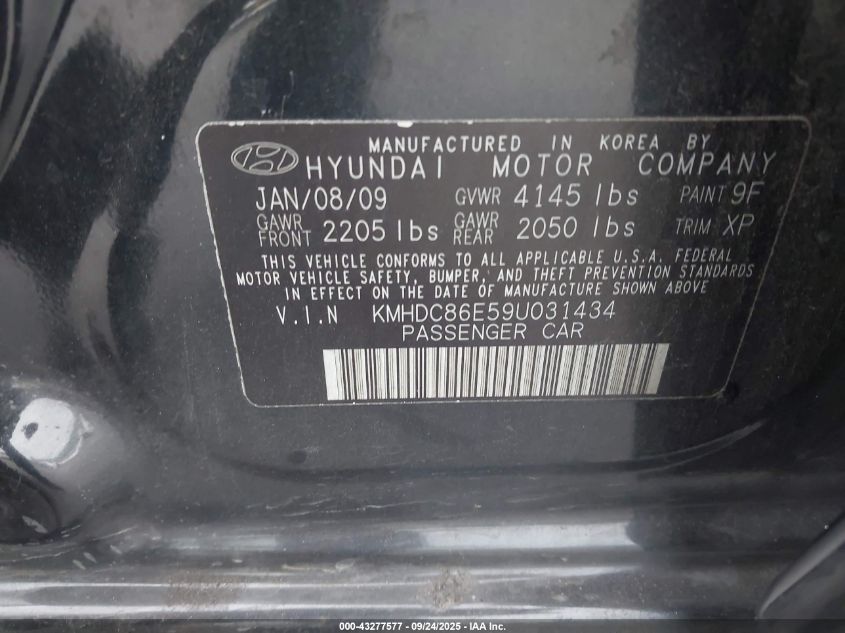 MANUFACTURED IN KOREA BY
HYUNDAI MOTOR COMPANY
JAN/08/09 GVWR 4145 lbs PAINT 9F
GAWR FRONT 2205 lbs GAWR REAR 2050 lbs TRIM XP
THIS VEHICLE CONFORMS TO ALL APPLICABLE U.S.A. FEDERAL
MOTOR VEHICLE SAFETY, BUMPER, AND THEFT PREVENTION STANDARDS
IN EFFECT ON THE DATE OF MANUFACTURE SHOWN ABOVE
V.I.N KMHDC86E59U031434
PASSENGER CAR
000-43277577 - 09/24/2025 - IAA Inc.